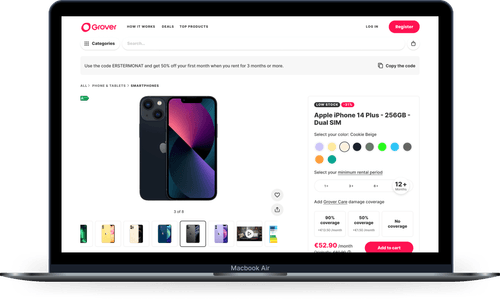 Grover
HOW IT WORKS
DEALS
TOP PRODUCTS
LOG IN
Register
Categories
Search...
Use the code ERSTERMONAT and get 50% off your first month when you rent for 3 months or more.
Copy the code
ALL / PHONE & TABLETS / SMARTPHONES
LOW STOCK
Apple iPhone 14 Plus - 256GB -
Dual SIM
Select your color: Cookie Beige
Select your minimum rental period
1+
12+
Months
Add Grover Care damage coverage
90%
coverage
50%
coverage
No
coverage
2 of 8
€52.90 /month
Add to cart
Macbook Air